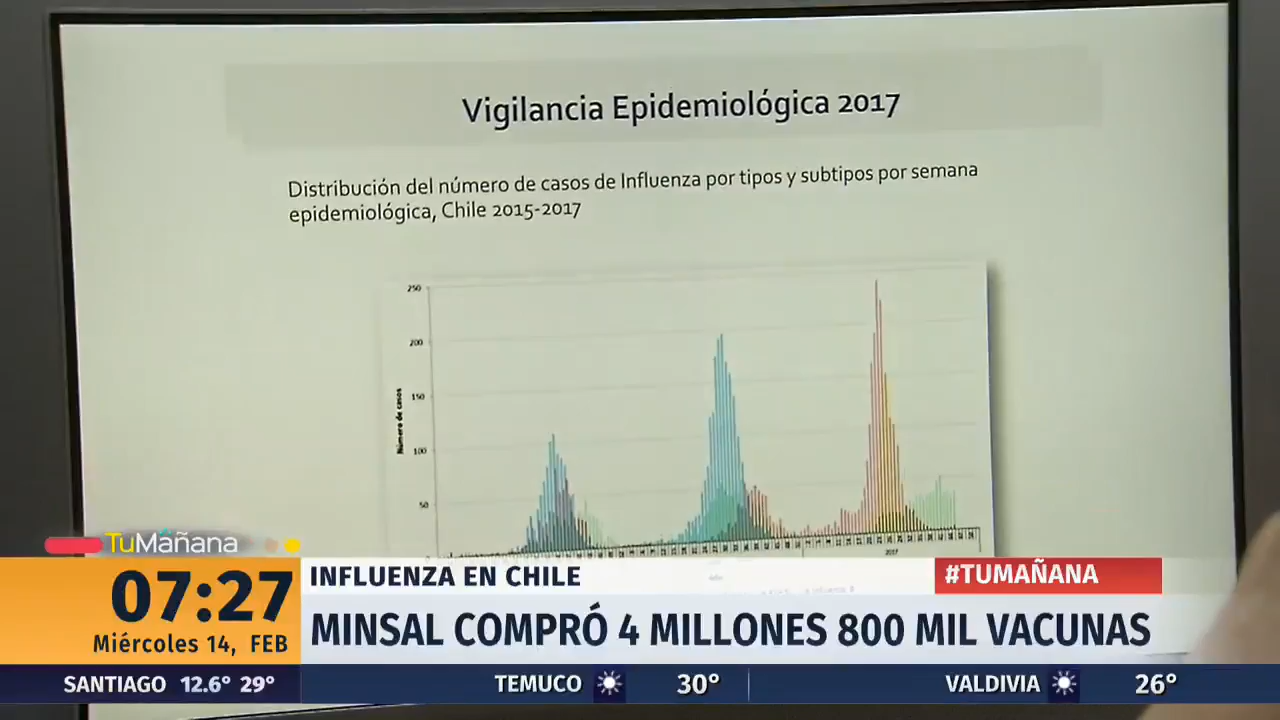 Vigilancia Epidemiológica 2017
Distribución del número de casos de Influenza por tipos y subtipos por semana
epidemiológica, Chile 2015-2017
250
200
150
100
50
Número de casos
2017
TuMañana
07:27
Miércoles 14, FEB
INFLUENZA EN CHILE
#TUMAÑANA
MINSAL COMPRÓ 4 MILLONES 800 MIL VACUNAS
SANTIAGO 12.6° 29°
TEMUCO 30°
VALDIVIA 26°